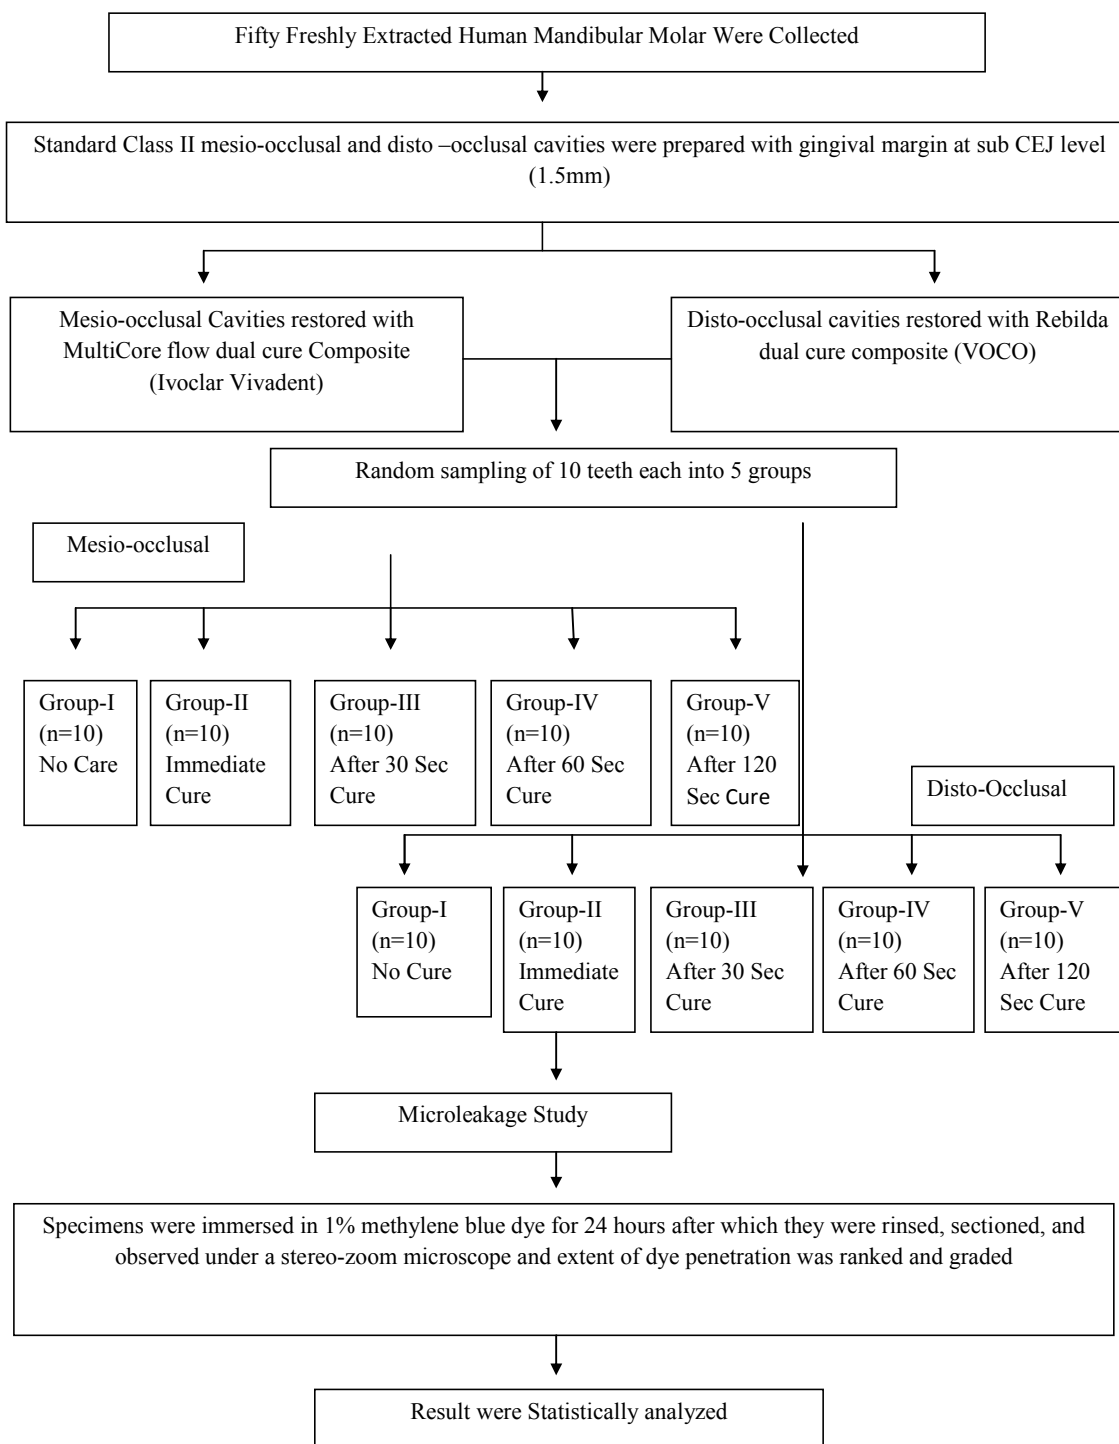 Fifty Freshly Extracted Human Mandibular Molar Were Collected
Standard Class II mesio-occlusal and disto –occlusal cavities were prepared with gingival margin at sub CEJ level
(1.5mm)
Mesio-occlusal Cavities restored with
MultiCore flow dual cure Composite
(Ivoclar Vivadent)
Disto-occlusal cavities restored with Rebilda
dual cure composite (VOCO)
Random sampling of 10 teeth each into 5 groups
Mesio-occlusal
Group-I
(n=10)
No Care
Group-II
(n=10)
Immediate
Cure
Group-III
(n=10)
After 30 Sec
Cure
Group-IV
(n=10)
After 60 Sec
Cure
Group-V
(n=10)
After 120
Sec Cure
Disto-Occlusal
Group-I
(n=10)
No Cure
Group-II
(n=10)
Immediate
Cure
Group-III
(n=10)
After 30 Sec
Cure
Group-IV
(n=10)
After 60 Sec
Cure
Group-V
(n=10)
After 120
Sec Cure
Microleakage Study
Specimens were immersed in 1% methylene blue dye for 24 hours after which they were rinsed, sectioned, and
observed under a stereo-zoom microscope and extent of dye penetration was ranked and graded
Result were Statistically analyzed